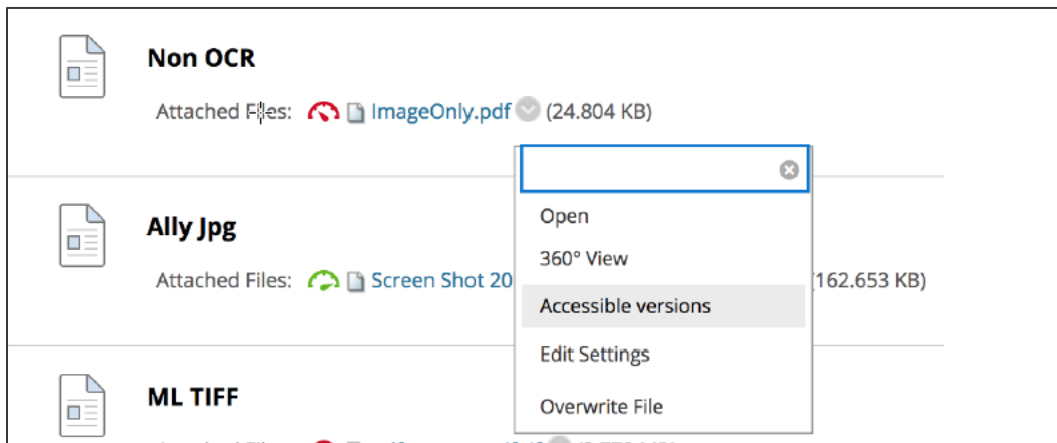 Non OCR
Attached Files: ImageOnly.pdf (24.804 KB)
Open
360° View
Accessible versions
Edit Settings
Overwrite File
Ally Jpg
Attached Files: Screen Shot 20 (162.653 KB)
ML TIFF